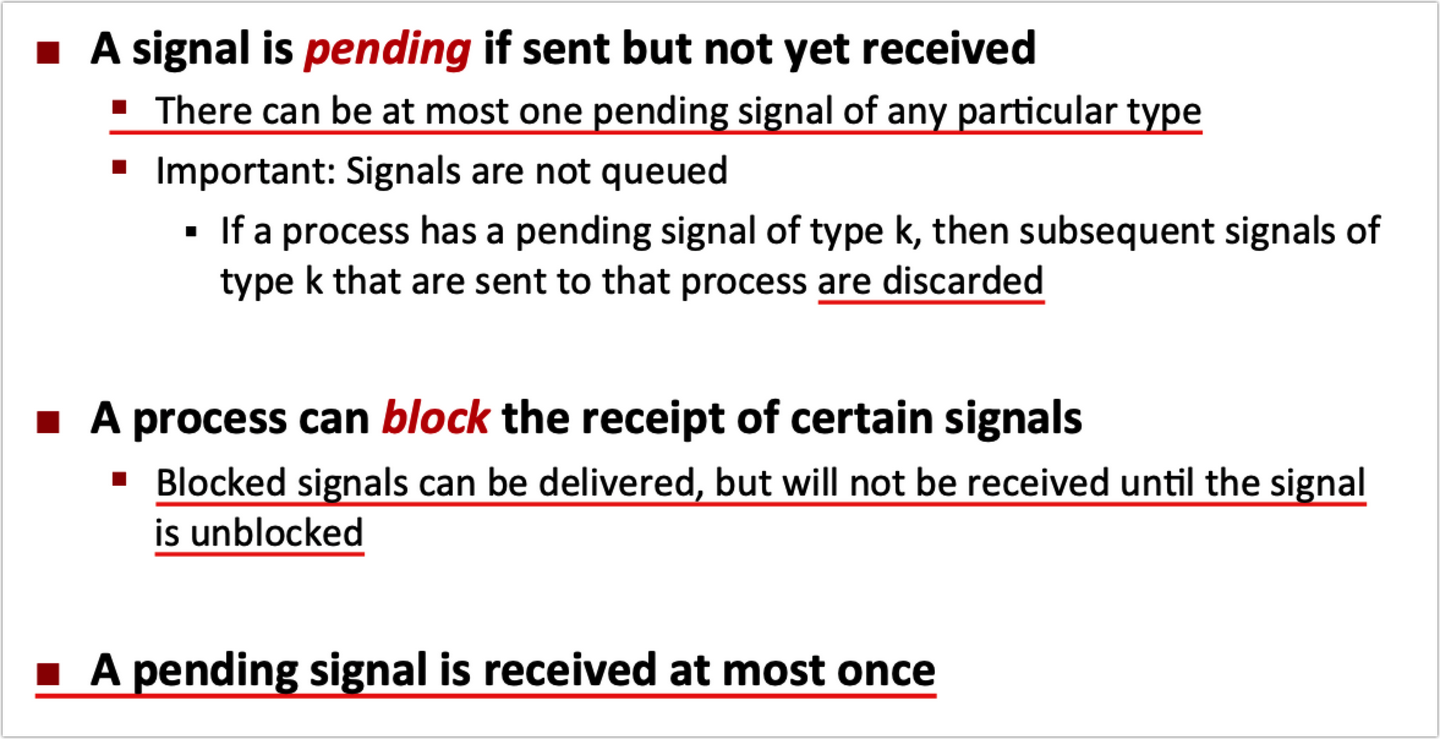 A signal is pending if sent but not yet received
There can be at most one pending signal of any particular type
Important: Signals are not queued
If a process has a pending signal of type k, then subsequent signals of
type k that are sent to that process are discarded
A process can block the receipt of certain signals
Blocked signals can be delivered, but will not be received until the signal
is unblocked
A pending signal is received at most once